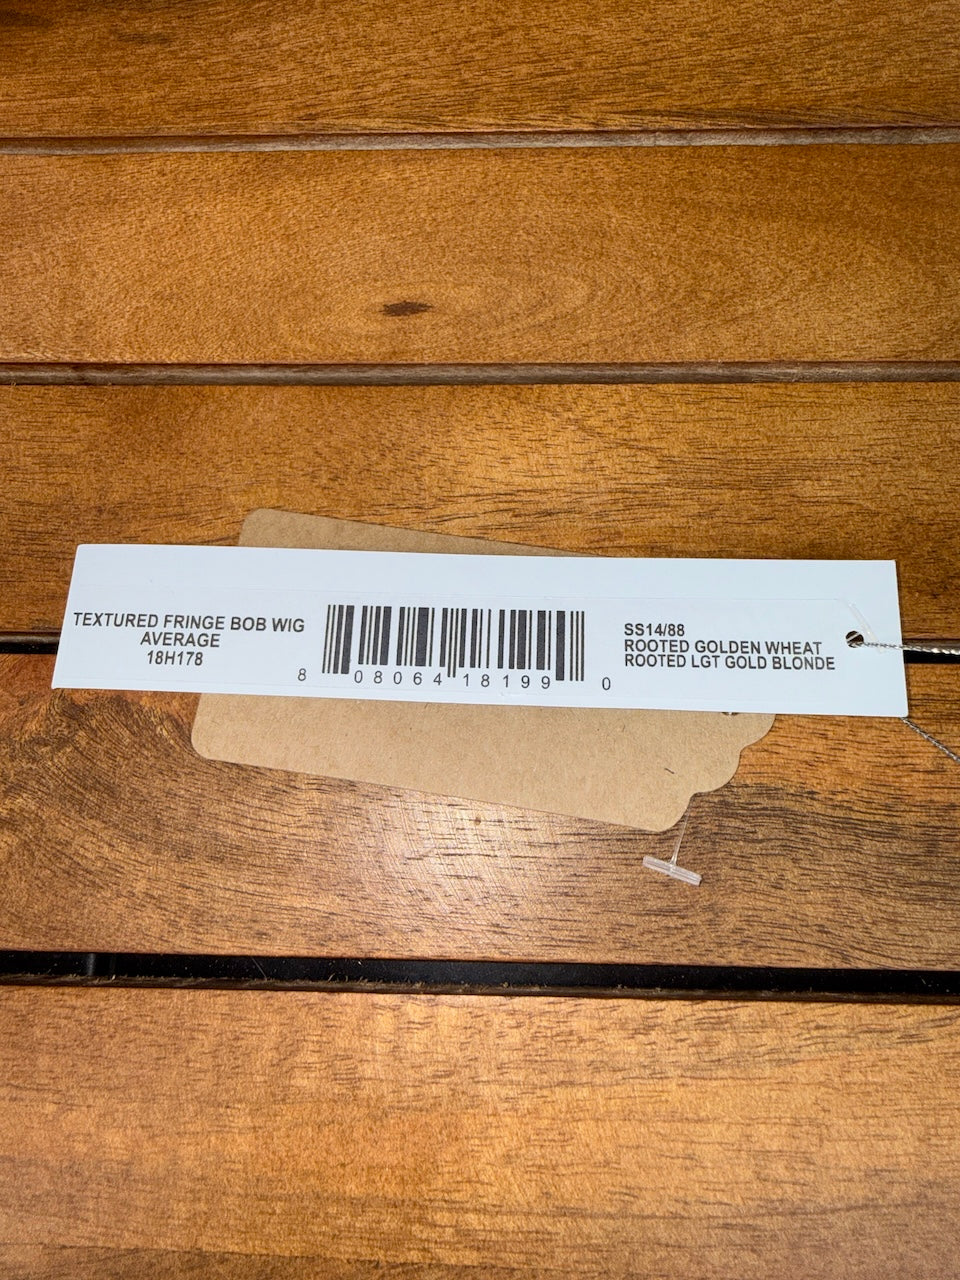 TEXTURED FRINGE BOB WIG
AVERAGE
18H178
8 08064 18199 0
SS14/88
ROOTED GOLDEN WHEAT
ROOTED LGT GOLD BLONDE